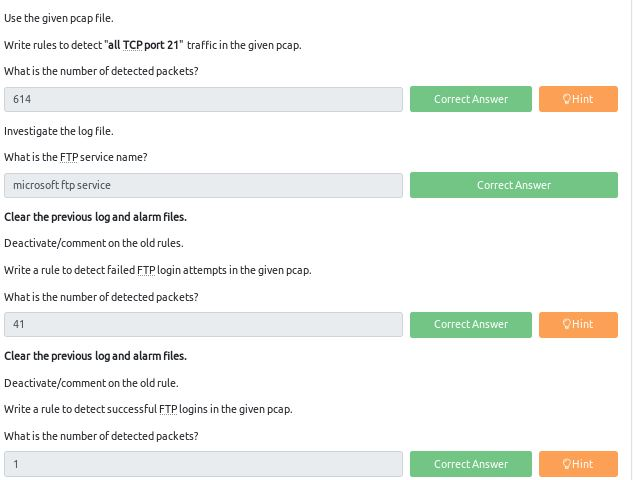 Use the given pcap file.
Write rules to detect "all TCP port 21" traffic in the given pcap.
What is the number of detected packets?
614 Correct Answer Hint
Investigate the log file.
What is the FTP service name?
microsoft ftp service Correct Answer
Clear the previous log and alarm files.
Deactivate/comment on the old rules.
Write a rule to detect failed FTP login attempts in the given pcap.
What is the number of detected packets?
41 Correct Answer Hint
Clear the previous log and alarm files.
Deactivate/comment on the old rule.
Write a rule to detect successful FTP logins in the given pcap.
What is the number of detected packets?
1 Correct Answer Hint